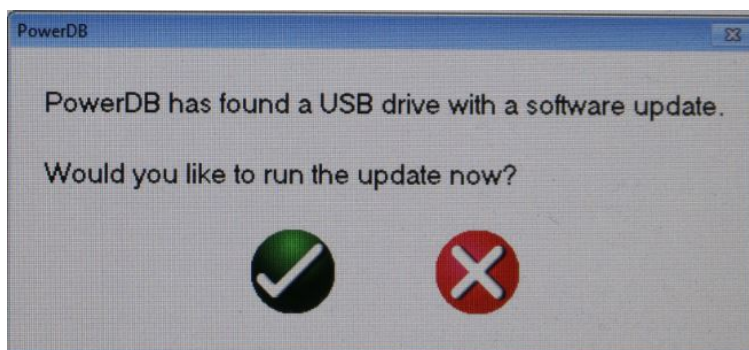 PowerDB
PowerDB has found a USB drive with a software update.
Would you like to run the update now?